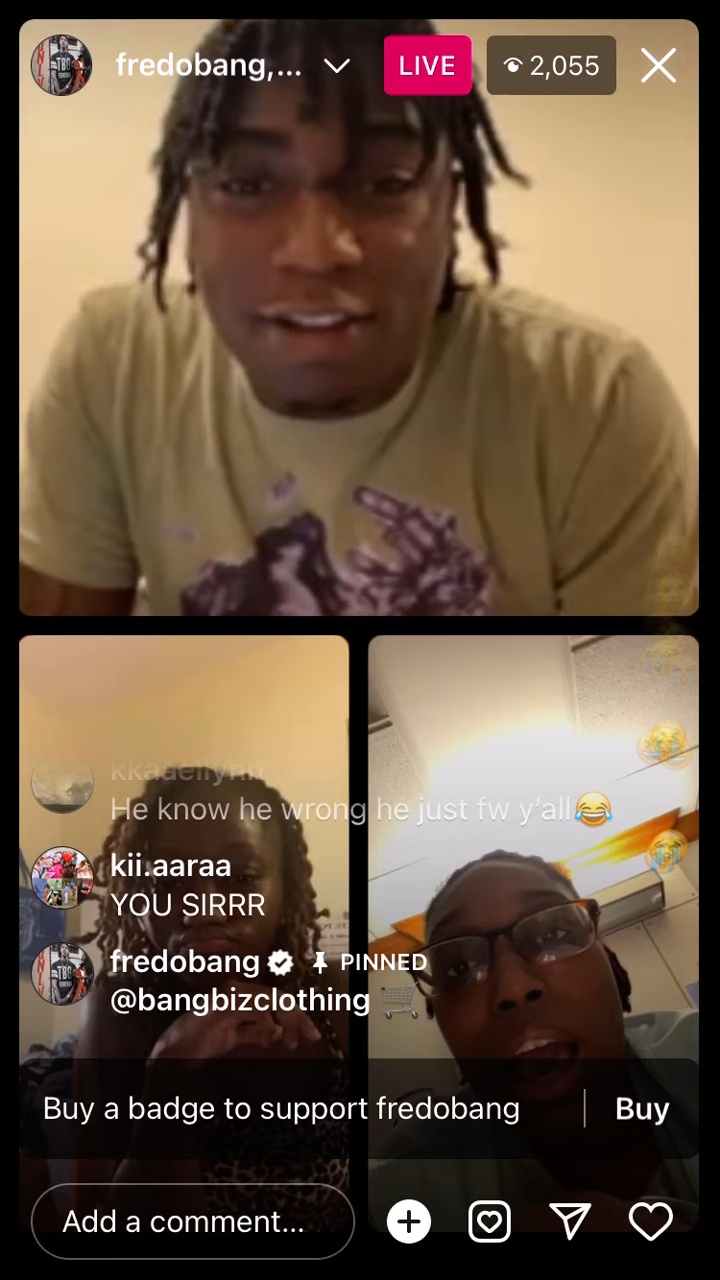 fredobang,...
LIVE
2,055
kkaaellynn
He know he wrong he just fw y'all😂
kii.aaraa
YOU SIRRR
fredobang PINNED
@bangbizclothing 🛒
Buy a badge to support fredobang
Buy
Add a comment...